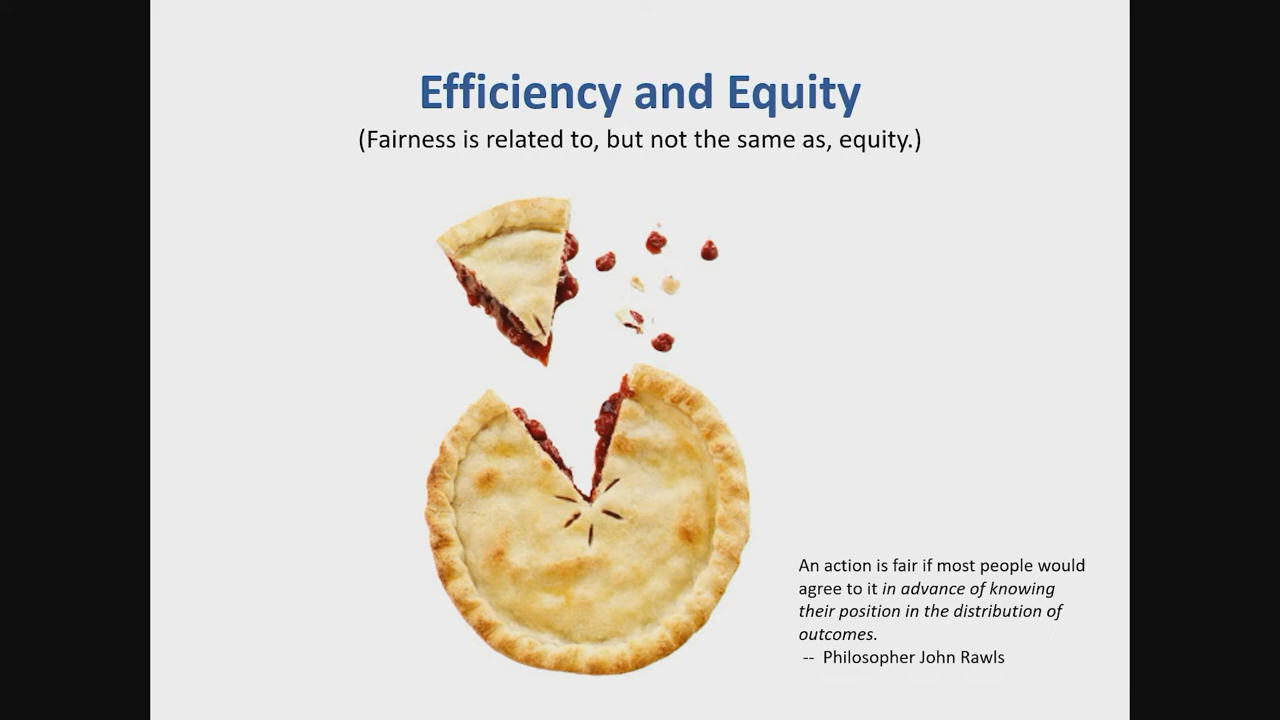 Efficiency and Equity
(Fairness is related to, but not the same as, equity.)
An action is fair if most people would
agree to it in advance of knowing
their position in the distribution of
outcomes.
-- Philosopher John Rawls